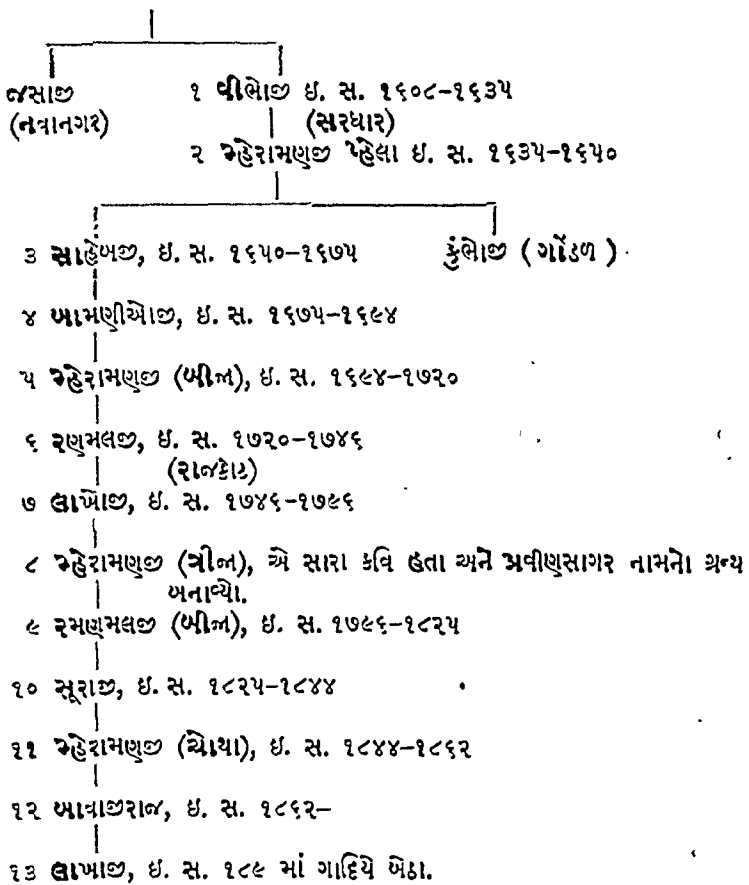 જસાજી ૧ વીભોજી ઇ. સ. ૧૬૦૮-૧૬૩૫
(નવાનગર) (સરધાર)
૨ મ્હેરામણજી પ્હેલા ઇ. સ. ૧૬૩૫-૧૬૫૦
૩ સાહેબજી, ઇ. સ. ૧૬૫૦-૧૬૭૫ કુંભોજી (ગોંડળ)
૪ બામણીઓજી, ઇ. સ. ૧૬૭૫-૧૬૯૪
૫ મ્હેરામણજી (બીજા), ઇ. સ. ૧૬૯૪-૧૭૨૦
૬ રણમલજી, ઇ. સ. ૧૭૨૦-૧૭૪૬
(રાજકોટ)
૭ લાખોજી, ઇ. સ. ૧૭૪૬-૧૭૯૬
૮ મ્હેરામણજી (ત્રીજા), એ સારા કવિ હતા અને પ્રવીણસાગર નામનો ગ્રન્ય
બનાવ્યો.
૯ રમણમલજી (બીજા), ઇ. સ. ૧૭૯૬-૧૮૨૫
૧૦ સૂરાજી, ઇ. સ. ૧૮૨૫-૧૮૪૪
૧૧ મ્હેરામણજી (ચોથા), ઇ. સ. ૧૮૪૪-૧૮૬૨
૧૨ બાવાજીરાજ, ઇ. સ. ૧૮૬૨-
૧૩ લાખાજી, ઇ. સ. ૧૮૯ માં ગાદિયે બેઠા.